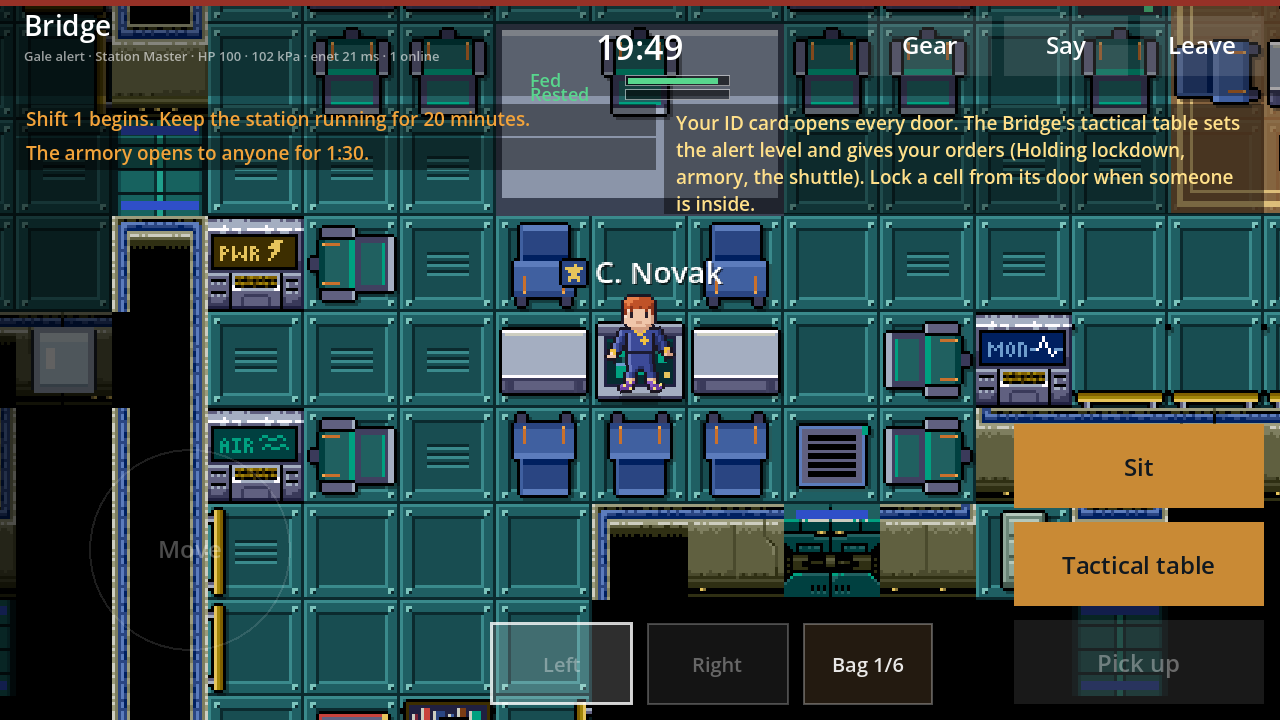 Bridge
Gale alert · Station Master · HP 100 · 102 kPa · enet 21 ms · 1 online
19:49
Gear
Say
Leave
Fed
Rested
Shift 1 begins. Keep the station running for 20 minutes.
The armory opens to anyone for 1:30.
Your ID card opens every door. The Bridge's tactical table sets
the alert level and gives your orders (Holding lockdown,
armory, the shuttle). Lock a cell from its door when someone
is inside.
PWR
C. Novak
MON
AIR
Sit
Move
Tactical table
Left
Right
Bag 1/6
Pick up